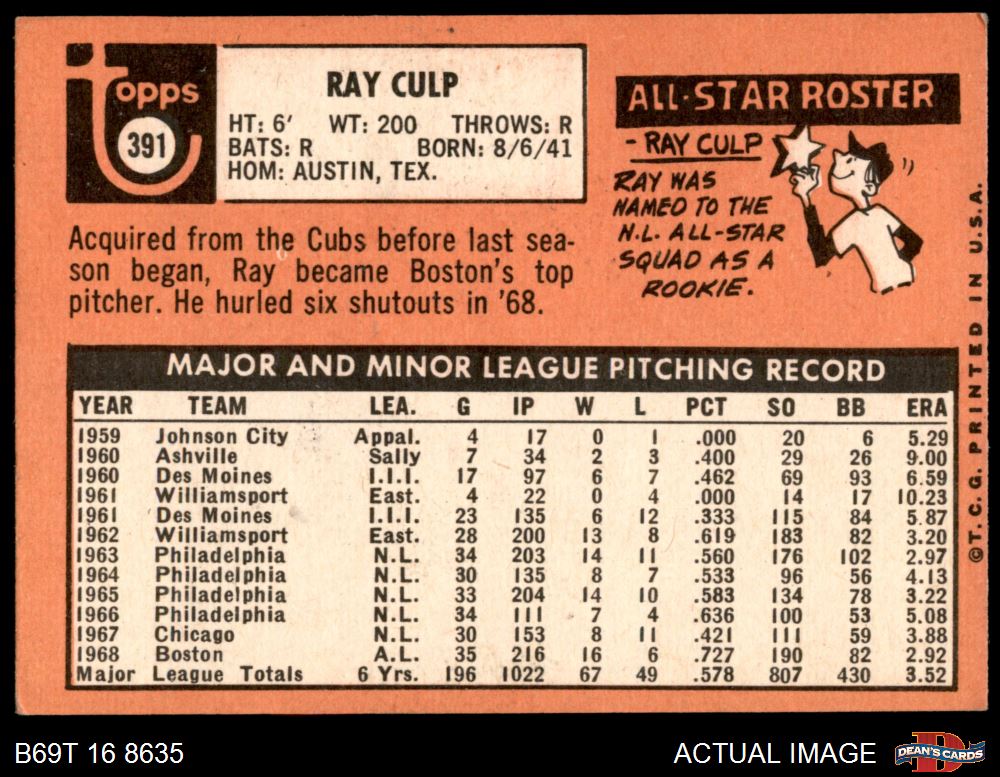 topps
391
RAY CULP
HT: 6' WT: 200 THROWS: R
BATS: R BORN: 8/6/41
HOM: AUSTIN, TEX.
Acquired from the Cubs before last sea-
son began, Ray became Boston's top
pitcher. He hurled six shutouts in '68.
ALL-STAR ROSTER
- RAY CULP
RAY WAS
NAMED TO THE
N.L. ALL-STAR
SQUAD AS A
ROOKIE.
MAJOR AND MINOR LEAGUE PITCHING RECORD
YEAR TEAM LEA. G IP W L PCT SO BB ERA
1959 Johnson City Appal. 4 17 0 1 .000 20 6 5.29
1960 Ashville Sally 7 34 2 3 .400 29 26 9.00
1960 Des Moines I.I.I. 17 97 6 7 .462 69 93 6.59
1961 Williamsport East. 4 22 0 4 .000 14 17 10.23
1961 Des Moines I.I.I. 23 135 6 12 .333 115 84 5.87
1962 Williamsport East. 28 200 13 8 .619 183 82 3.20
1963 Philadelphia N.L. 34 203 14 11 .560 176 102 2.97
1964 Philadelphia N.L. 30 135 8 7 .533 96 56 4.13
1965 Philadelphia N.L. 33 204 14 10 .583 134 78 3.22
1966 Philadelphia N.L. 34 111 7 4 .636 100 53 5.08
1967 Chicago N.L. 30 153 8 11 .421 111 59 3.88
1968 Boston A.L. 35 216 16 6 .727 190 82 2.92
Major League Totals 6 Yrs. 196 1022 67 49 .578 807 430 3.52
©T.C.G. PRINTED IN U.S.A.
B69T 16 8635
ACTUAL IMAGE
D
DEAN'S CARDS